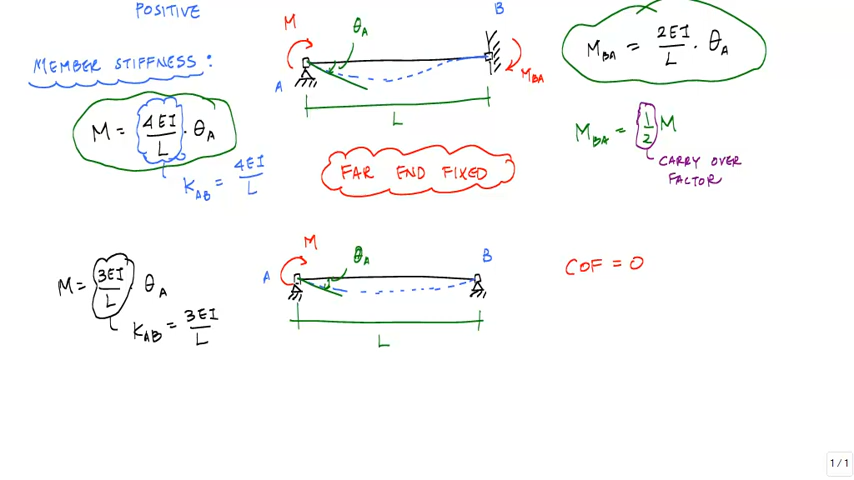 POSITIVE
MEMBER STIFFNESS:
M = 4EI/L · θA
KAB = 4EI/L
M
θA
A
B
MBA
L
FAR END FIXED
MBA = 2EI/L · θA
MBA = 1/2 M
CARRY OVER
FACTOR
M = 3EI/L · θA
KAB = 3EI/L
M
θA
A
B
L
COF = 0
1 / 1